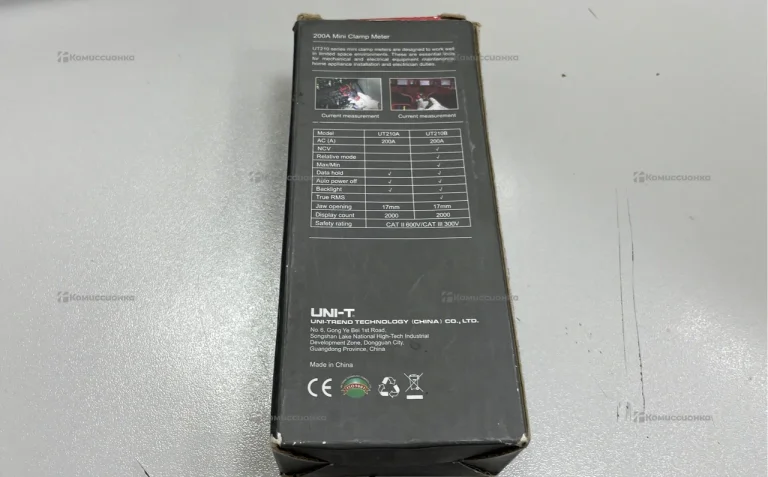 200A Mini Clamp Meter
UT210 series mini clamp meters are designed to work well
in limited space environments. These are essential tools
for mechanical and electrical equipment maintenance,
home appliance installation and electrician duties.
Current measurement Current measurement
Model UT210A UT210B
AC (A) 200A 200A
NCV √
Relative mode √
Max/Min √
Data hold √ √
Auto power off √ √
Backlight √ √
True RMS √
Jaw opening 17mm 17mm
Display count 2000 2000
Safety rating CAT II 600V/CAT III 300V
UNI-T
UNI-TREND TECHNOLOGY (CHINA) CO., LTD.
No 6, Gong Ye Bei 1st Road,
Songshan Lake National High-Tech Industrial
Development Zone, Dongguan City,
Guangdong Province, China
Made in China
CE
Комиссионка
Комиссионка
Комиссионка
Комиссионка
Комиссионка
Комиссионка
Комиссионка
Комиссионка